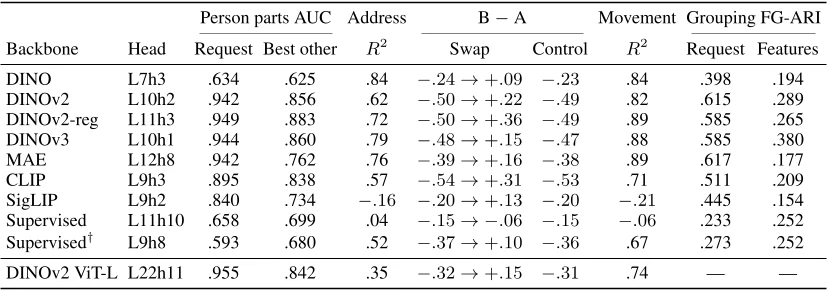 Person parts AUC Address B − A Movement Grouping FG-ARI
Backbone Head Request Best other R² Swap Control R² Request Features
DINO L7h3 .634 .625 .84 −.24 → +.09 −.23 .84 .398 .194
DINOv2 L10h2 .942 .856 .62 −.50 → +.22 −.49 .82 .615 .289
DINOv2-reg L11h3 .949 .883 .72 −.50 → +.36 −.49 .89 .585 .265
DINOv3 L10h1 .944 .860 .79 −.48 → +.15 −.47 .88 .585 .380
MAE L12h8 .942 .762 .76 −.39 → +.16 −.38 .89 .617 .177
CLIP L9h3 .895 .838 .57 −.54 → +.31 −.53 .71 .511 .209
SigLIP L9h2 .840 .734 −.16 −.20 → +.13 −.20 −.21 .445 .154
Supervised L11h10 .658 .699 .04 −.15 → −.06 −.15 −.06 .233 .252
Supervised† L9h8 .593 .680 .52 −.37 → +.10 −.36 .67 .273 .252
DINOv2 ViT-L L22h11 .955 .842 .35 −.32 → +.15 −.31 .74 — —